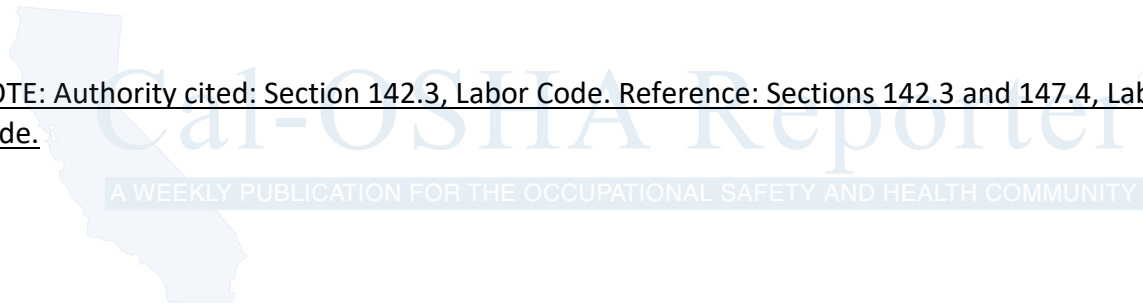 OTE: Authority cited: Section 142.3, Labor Code. Reference: Sections 142.3 and 147.4, Lab
de.
Cal-OSHA Reporter
A WEEKLY PUBLICATION FOR THE OCCUPATIONAL SAFETY AND HEALTH COMMUNITY